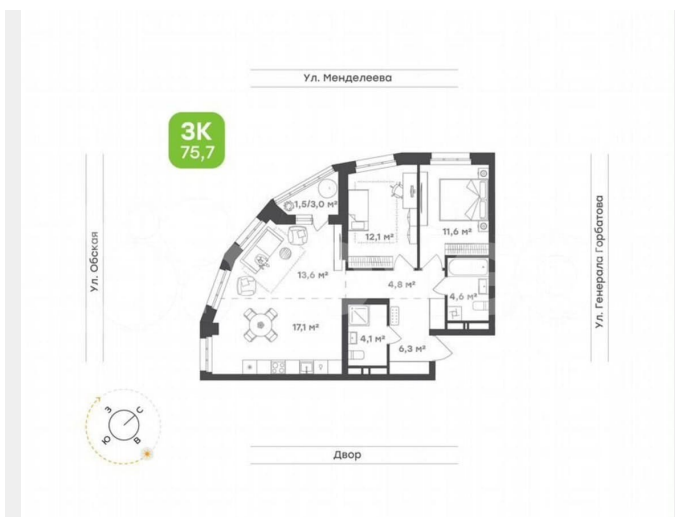 Ул. Менделеева
3К
75,7
1,5/3,0 м²
12,1 м²
11,6 м²
Ул. Обская
Ул. Генерала Горбатова
13,6 м²
4,8 м²
4,6 м²
17,1 м²
4,1 м²
6,3 м²
З
С
Ю
В
Двор